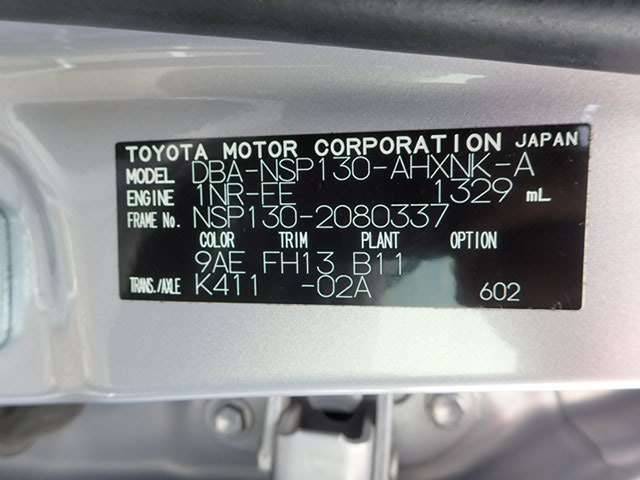 TOYOTA MOTOR CORPORATION JAPAN
MODEL DBA-NSP130-AHXNK-A
ENGINE 1NR-EE 1329 mL
FRAME No. NSP130-2080337
COLOR TRIM PLANT OPTION
9AE FH13 B11
TRANS./AXLE K411 -02A 602